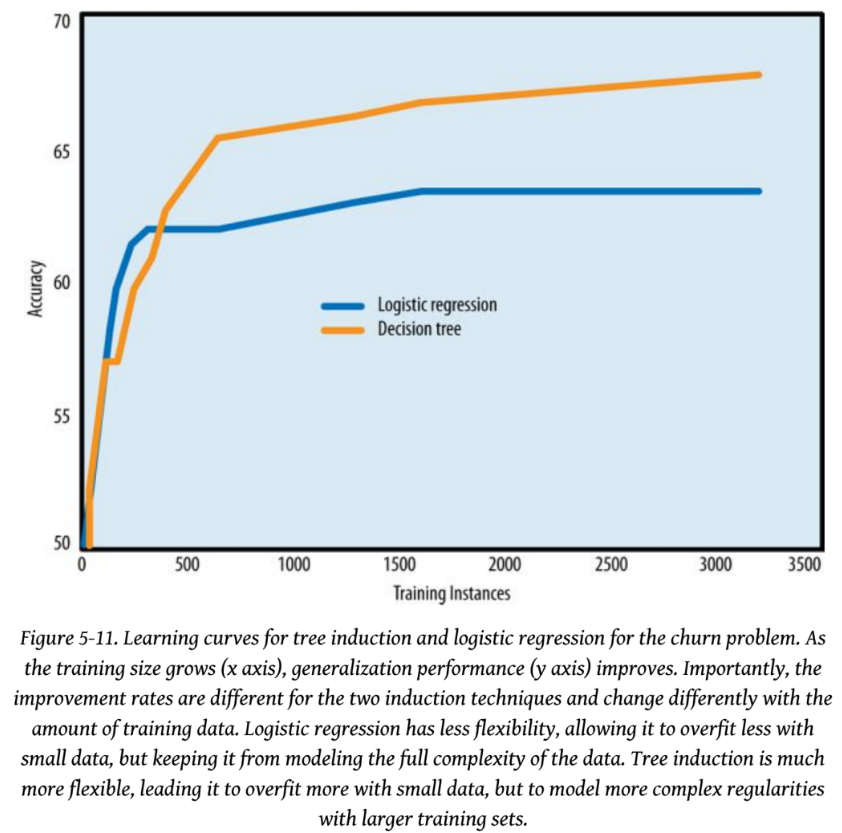 70
65
60
55
50
Accuracy
Logistic regression
Decision tree
0 500 1000 1500 2000 2500 3000 3500
Training Instances
Figure 5-11. Learning curves for tree induction and logistic regression for the churn problem. As
the training size grows (x axis), generalization performance (y axis) improves. Importantly, the
improvement rates are different for the two induction techniques and change differently with the
amount of training data. Logistic regression has less flexibility, allowing it to overfit less with
small data, but keeping it from modeling the full complexity of the data. Tree induction is much
more flexible, leading it to overfit more with small data, but to model more complex regularities
with larger training sets.